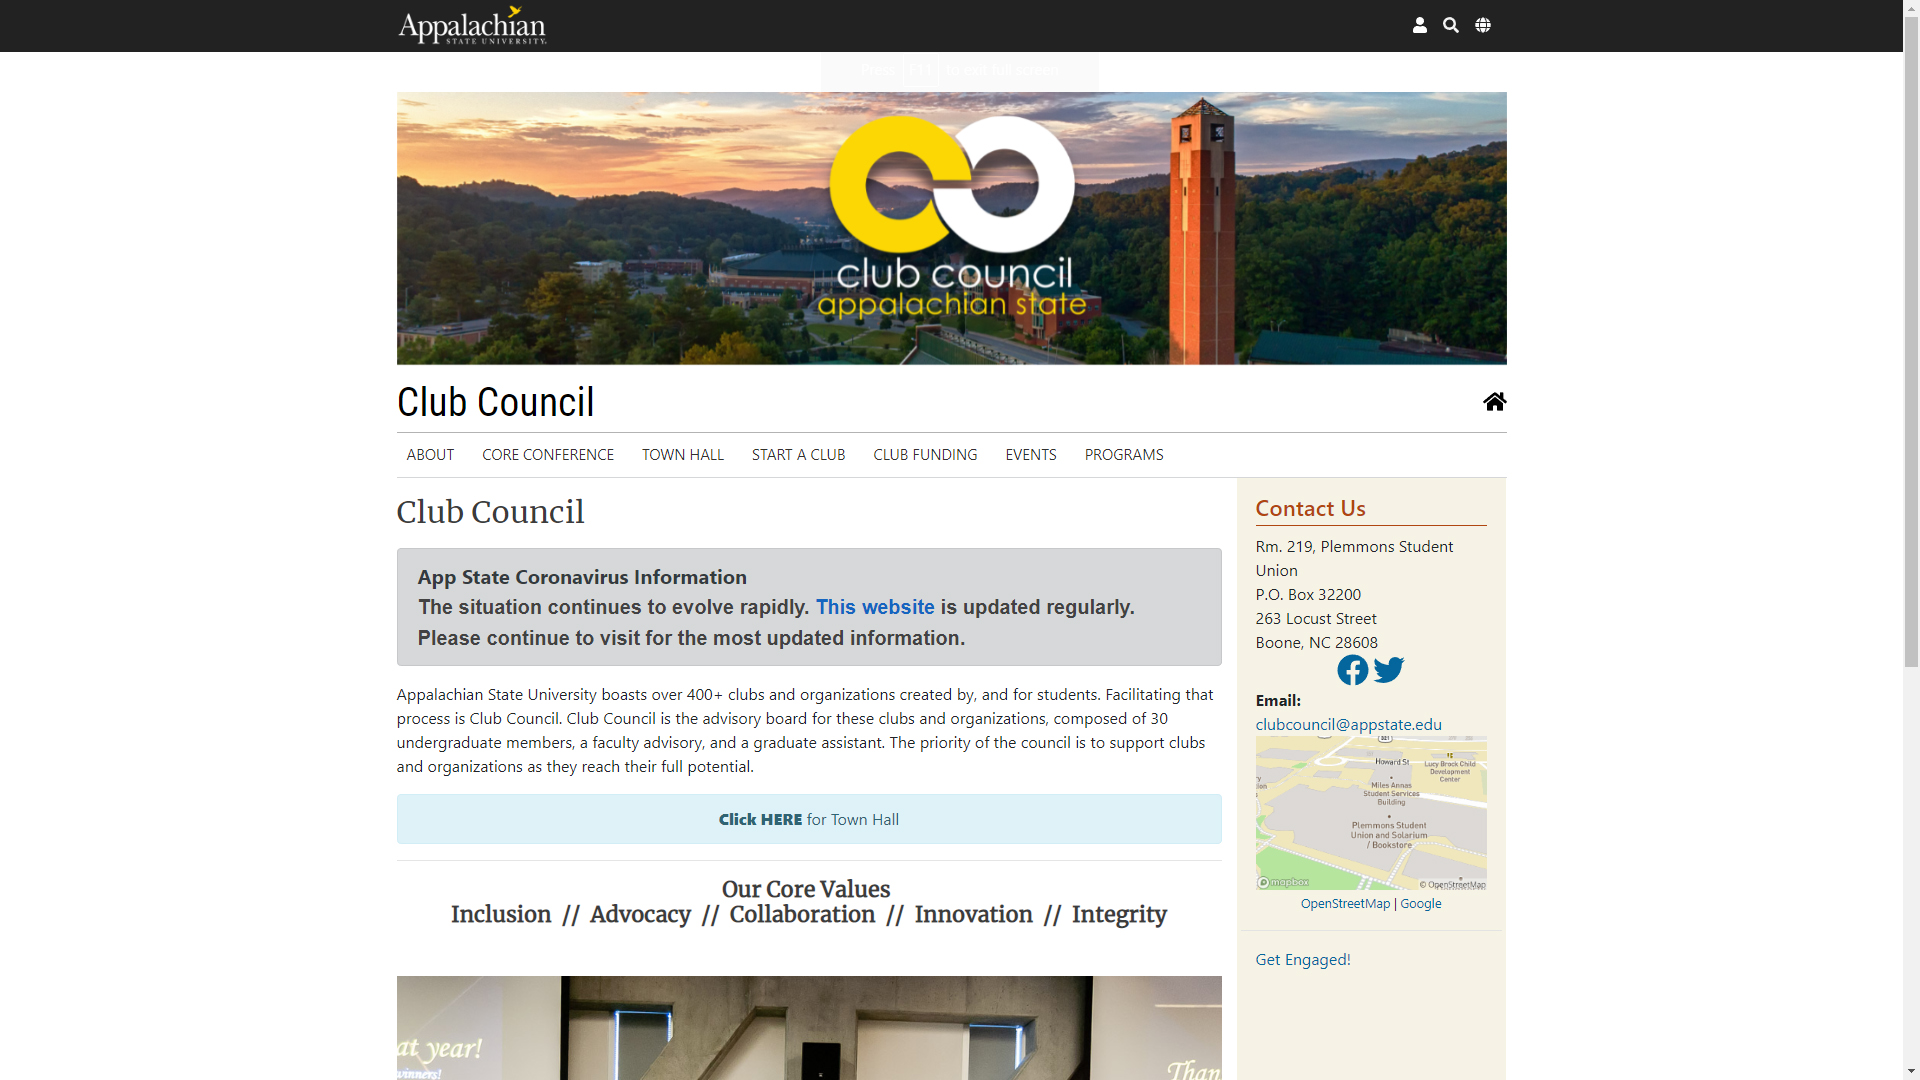 Appalachian
STATE UNIVERSITY
club council
appalachian state
Club Council
ABOUT
CORE CONFERENCE
TOWN HALL
START A CLUB
CLUB FUNDING
EVENTS
PROGRAMS
Club Council
App State Coronavirus Information
The situation continues to evolve rapidly. This website is updated regularly.
Please continue to visit for the most updated information.
Appalachian State University boasts over 400+ clubs and organizations created by, and for students. Facilitating that
process is Club Council. Club Council is the advisory board for these clubs and organizations, composed of 30
undergraduate members, a faculty advisory, and a graduate assistant. The priority of the council is to support clubs
and organizations as they reach their full potential.
Click HERE for Town Hall
Our Core Values
Inclusion // Advocacy // Collaboration // Innovation // Integrity
at year!
winners!
Than
Contact Us
Rm. 219, Plemmons Student
Union
P.O. Box 32200
263 Locust Street
Boone, NC 28608
Email:
clubcouncil@appstate.edu
321
Howard St
Lucy Brock Child
Development
Center
Miles Annas
Student Services
Building
Plemmons Student
Union and Solarium
/ Bookstore
mapbox
© OpenStreetMap
OpenStreetMap | Google
Get Engaged!